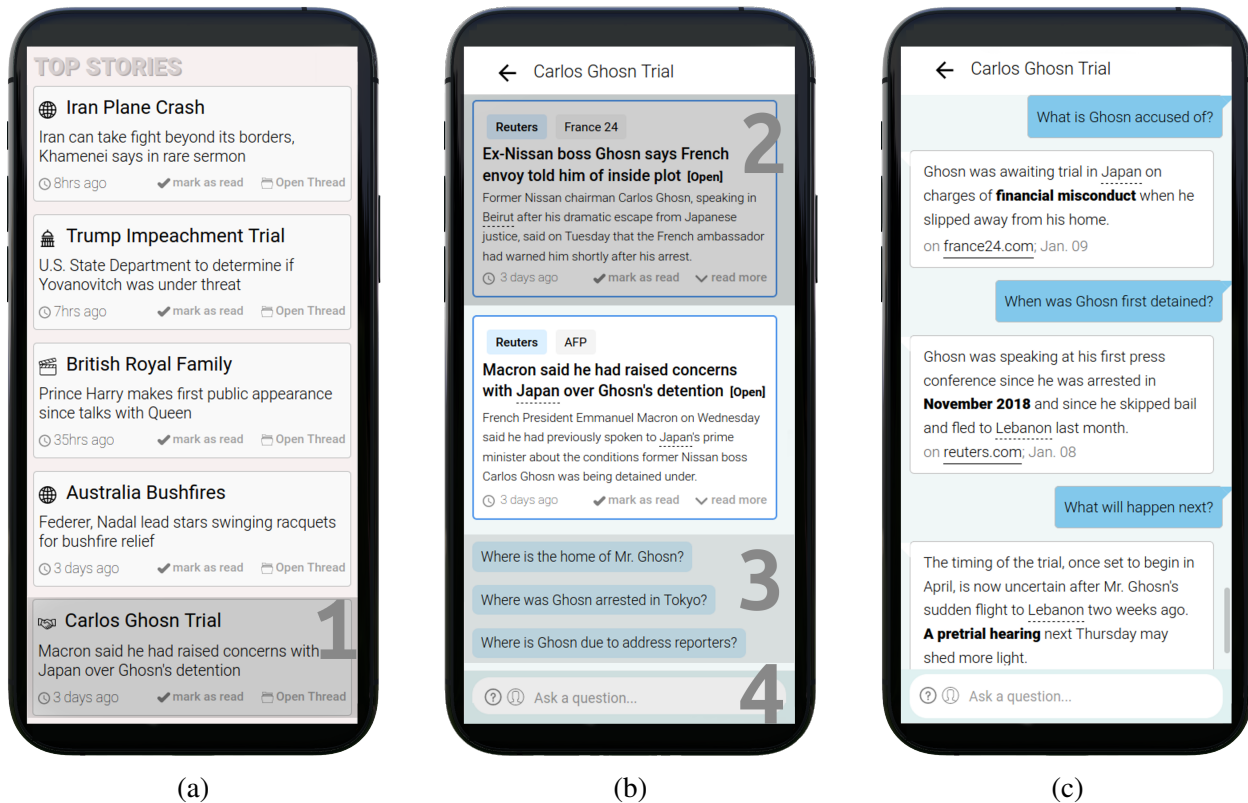 TOP STORIES
Iran Plane Crash
Iran can take fight beyond its borders,
Khamenei says in rare sermon
8hrs ago mark as read Open Thread
Trump Impeachment Trial
U.S. State Department to determine if
Yovanovitch was under threat
7hrs ago mark as read Open Thread
British Royal Family
Prince Harry makes first public appearance
since talks with Queen
35hrs ago mark as read Open Thread
Australia Bushfires
Federer, Nadal lead stars swinging racquets
for bushfire relief
3 days ago mark as read Open Thread
1
Carlos Ghosn Trial
Macron said he had raised concerns with
Japan over Ghosn's detention
3 days ago mark as read Open Thread
(a)
Carlos Ghosn Trial
2
Reuters France 24
Ex-Nissan boss Ghosn says French
envoy told him of inside plot [Open]
Former Nissan chairman Carlos Ghosn, speaking in
Beirut after his dramatic escape from Japanese
justice, said on Tuesday that the French ambassador
had warned him shortly after his arrest.
3 days ago mark as read read more
Reuters AFP
Macron said he had raised concerns
with Japan over Ghosn's detention [Open]
French President Emmanuel Macron on Wednesday
said he had previously spoken to Japan's prime
minister about the conditions former Nissan boss
Carlos Ghosn was being detained under.
3 days ago mark as read read more
3
Where is the home of Mr. Ghosn?
Where was Ghosn arrested in Tokyo?
Where is Ghosn due to address reporters?
4
? Ask a question...
(b)
Carlos Ghosn Trial
What is Ghosn accused of?
Ghosn was awaiting trial in Japan on
charges of financial misconduct when he
slipped away from his home.
on france24.com; Jan. 09
When was Ghosn first detained?
Ghosn was speaking at his first press
conference since he was arrested in
November 2018 and since he skipped bail
and fled to Lebanon last month.
on reuters.com; Jan. 08
What will happen next?
The timing of the trial, once set to begin in
April, is now uncertain after Mr. Ghosn's
sudden flight to Lebanon two weeks ago.
A pretrial hearing next Thursday may
shed more light.
? Ask a question...
(c)